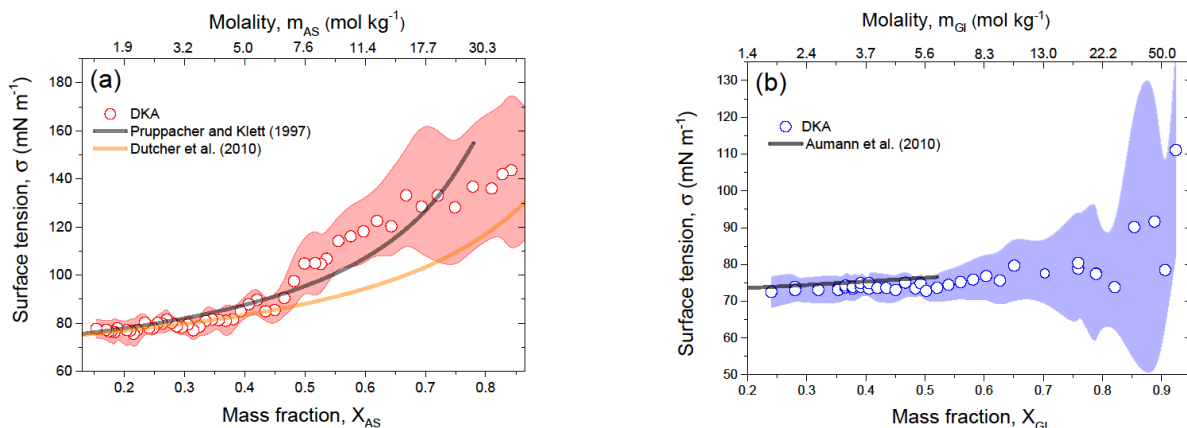 Molality, m_AS (mol kg⁻¹)
1.9 3.2 5.0 7.6 11.4 17.7 30.3
(a)
DKA
Pruppacher and Klett (1997)
Dutcher et al. (2010)
Surface tension, σ (mN m⁻¹)
180
160
140
120
100
80
60
0.2 0.3 0.4 0.5 0.6 0.7 0.8
Mass fraction, X_AS
Molality, m_GI (mol kg⁻¹)
1.4 2.4 3.7 5.6 8.3 13.0 22.2 50.0
(b)
DKA
Aumann et al. (2010)
Surface tension, σ (mN m⁻¹)
130
120
110
100
90
80
70
60
50
0.2 0.3 0.4 0.5 0.6 0.7 0.8 0.9
Mass fraction, X_GI